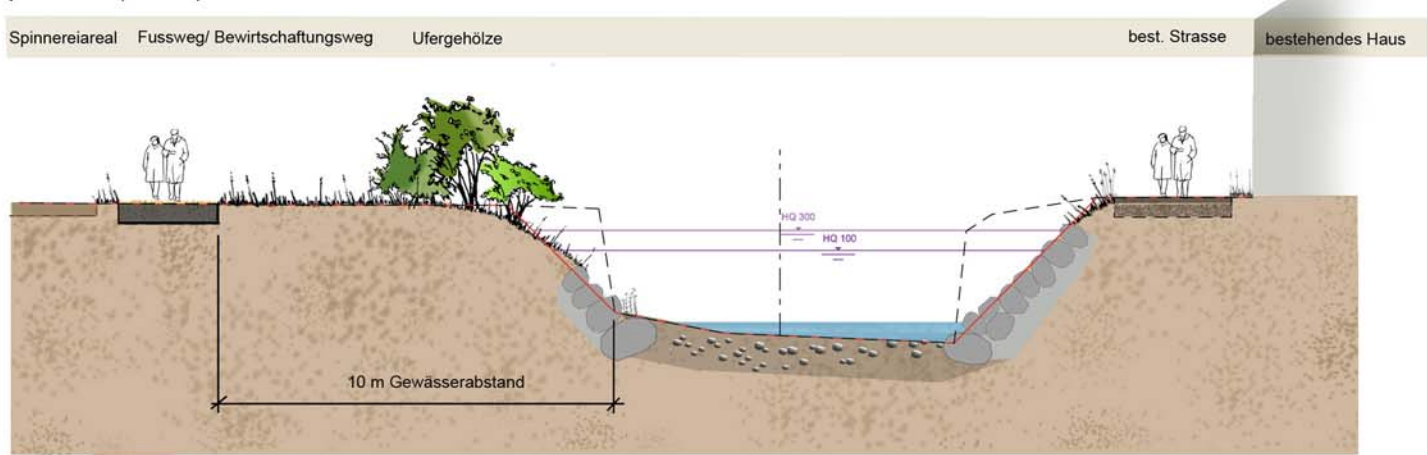 Spinnereiareal Fussweg/ Bewirtschaftungsweg Ufergehölze best. Strasse bestehendes Haus
HQ 300
HQ 100
10 m Gewässerabstand